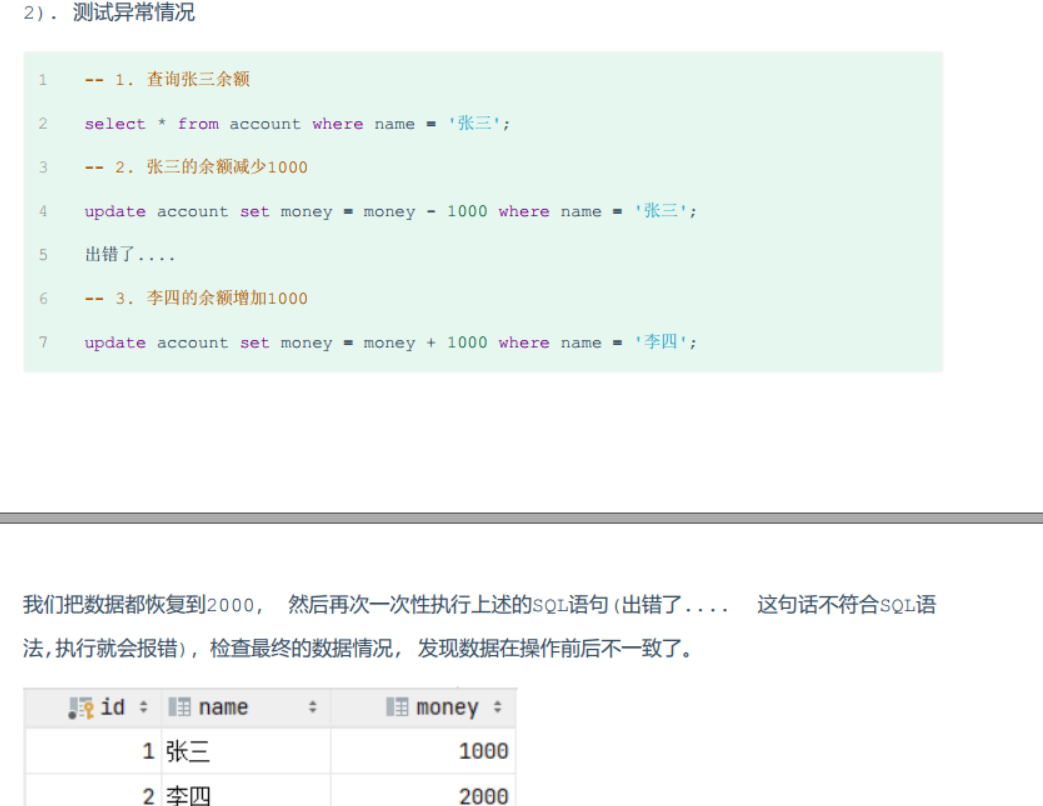 2). 测试异常情况
1 -- 1. 查询张三余额
2 select * from account where name = '张三';
3 -- 2. 张三的余额减少1000
4 update account set money = money - 1000 where name = '张三';
5 出错了....
6 -- 3. 李四的余额增加1000
7 update account set money = money + 1000 where name = '李四';
我们把数据都恢复到2000, 然后再次一次性执行上述的SQL语句(出错了.... 这句话不符合SQL语
法,执行就会报错), 检查最终的数据情况, 发现数据在操作前后不一致了。
id name money
1 张三 1000
2 李四 2000